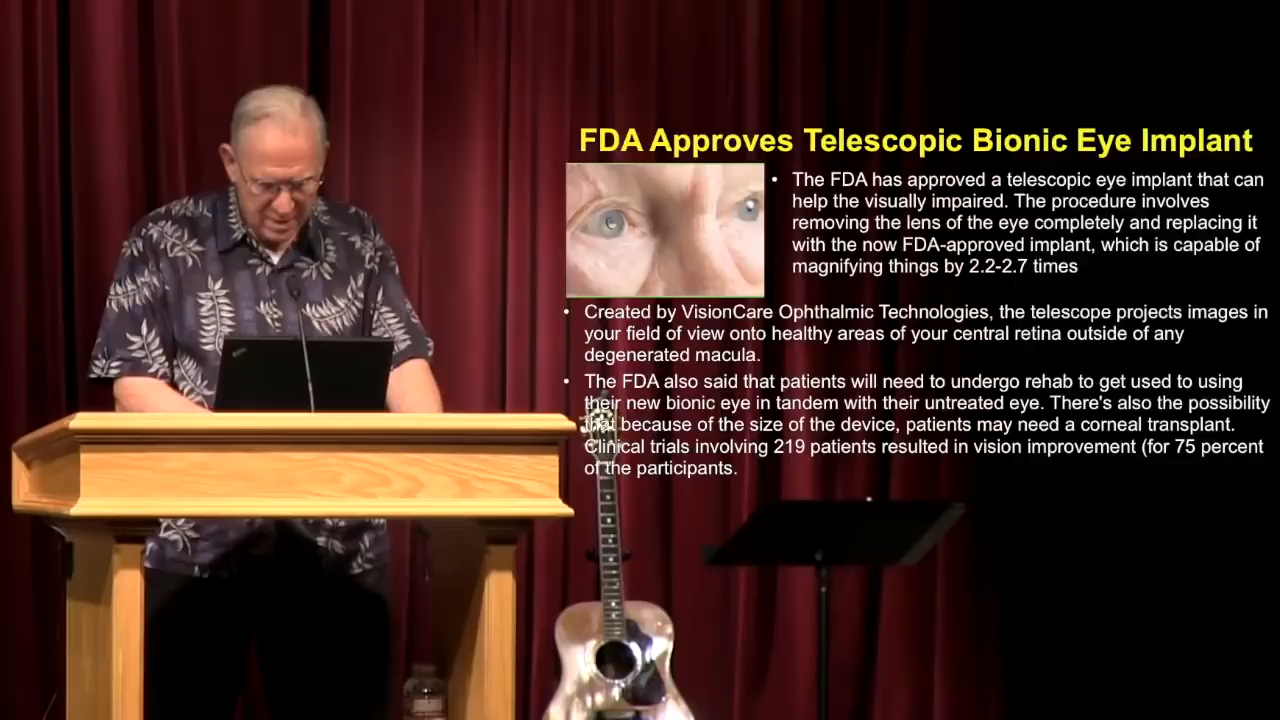 FDA Approves Telescopic Bionic Eye Implant
• The FDA has approved a telescopic eye implant that can
help the visually impaired. The procedure involves
removing the lens of the eye completely and replacing it
with the now FDA-approved implant, which is capable of
magnifying things by 2.2-2.7 times
• Created by VisionCare Ophthalmic Technologies, the telescope projects images in
your field of view onto healthy areas of your central retina outside of any
degenerated macula.
• The FDA also said that patients will need to undergo rehab to get used to using
their new bionic eye in tandem with their untreated eye. There's also the possibility
that because of the size of the device, patients may need a corneal transplant.
Clinical trials involving 219 patients resulted in vision improvement (for 75 percent
of the participants.